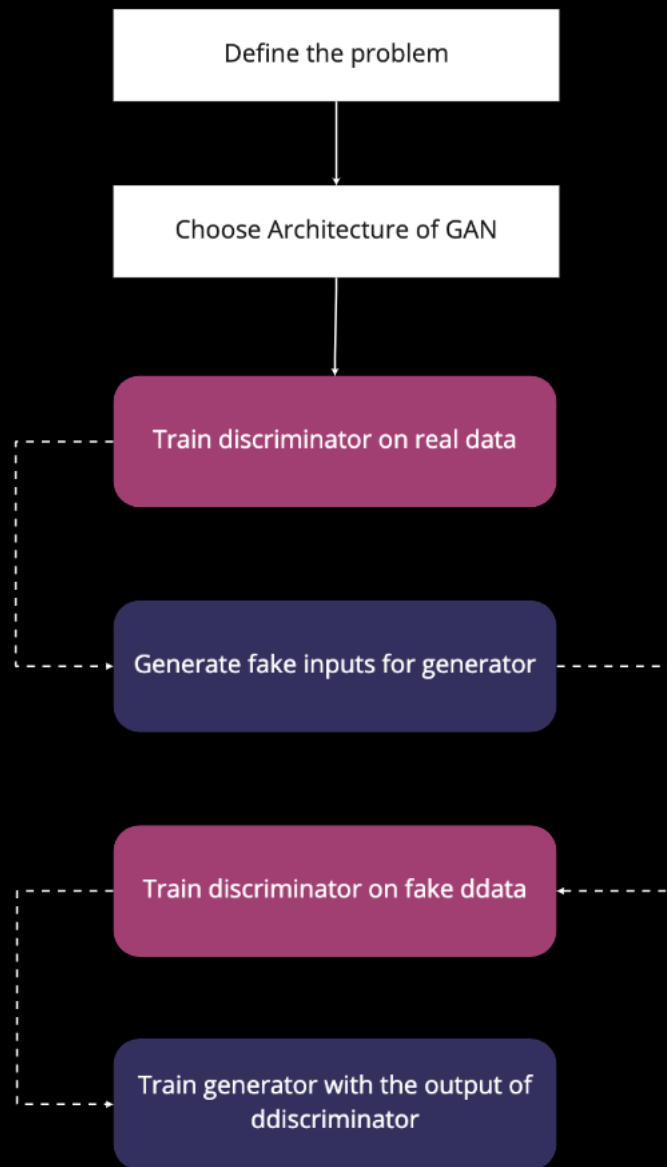 Define the problem
Choose Architecture of GAN
Train discriminator on real data
Generate fake inputs for generator
Train discriminator on fake ddata
Train generator with the output of
ddiscriminator